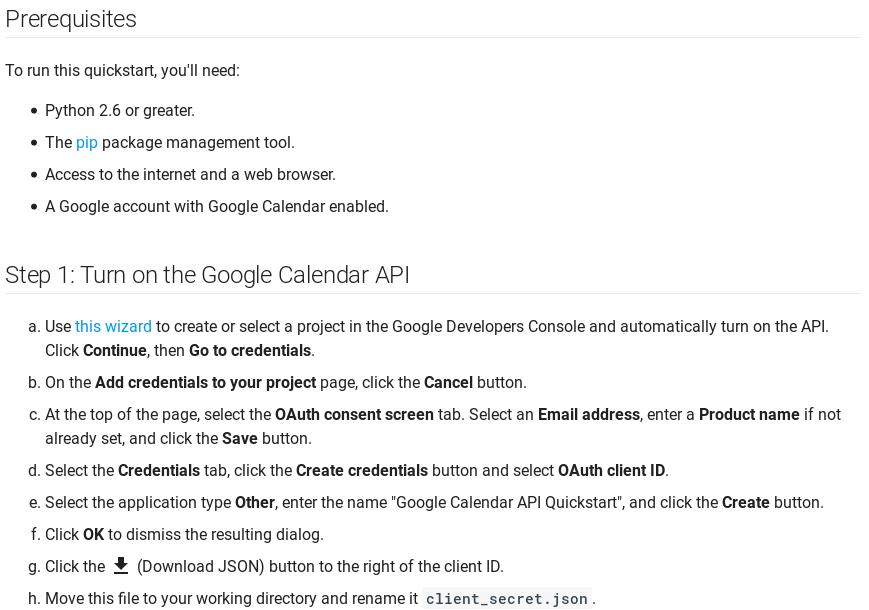 Prerequisites
To run this quickstart, you'll need:
• Python 2.6 or greater.
• The pip package management tool.
• Access to the internet and a web browser.
• A Google account with Google Calendar enabled.
Step 1: Turn on the Google Calendar API
a. Use this wizard to create or select a project in the Google Developers Console and automatically turn on the API.
Click Continue, then Go to credentials.
b. On the Add credentials to your project page, click the Cancel button.
c. At the top of the page, select the OAuth consent screen tab. Select an Email address, enter a Product name if not
already set, and click the Save button.
d. Select the Credentials tab, click the Create credentials button and select OAuth client ID.
e. Select the application type Other, enter the name "Google Calendar API Quickstart", and click the Create button.
f. Click OK to dismiss the resulting dialog.
g. Click the (Download JSON) button to the right of the client ID.
h. Move this file to your working directory and rename it client_secret.json.